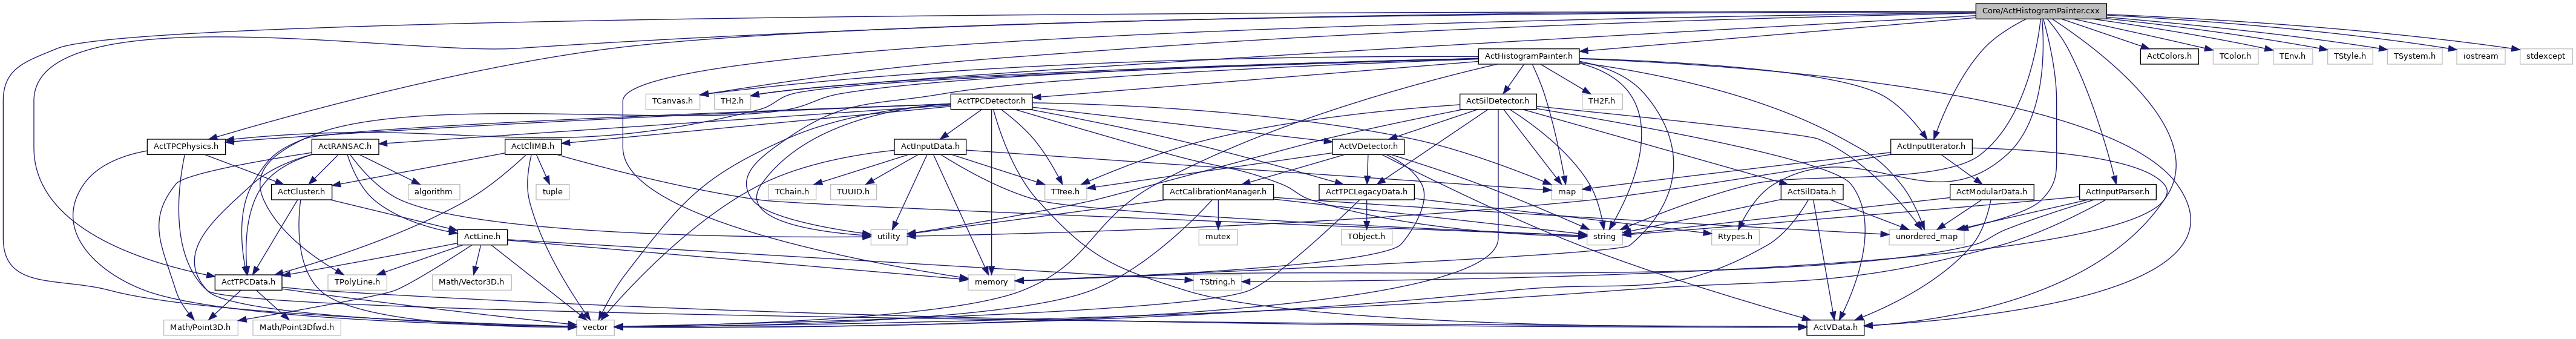 Core/ActHistogramPainter.cxx
ActHistogramPainter.h
ActColors.h
TColor.h
TEnv.h
TStyle.h
TSystem.h
iostream
stdexcept
TCanvas.h
TH2.h
ActTPCDetector.h
ActSilDetector.h
TH2F.h
ActTPCPhysics.h
ActRANSAC.h
ActClIMB.h
ActInputData.h
ActVDetector.h
ActInputIterator.h
ActCluster.h
algorithm
tuple
TChain.h
TUUID.h
TTree.h
ActCalibrationManager.h
ActTPCLegacyData.h
map
ActSilData.h
ActModularData.h
ActInputParser.h
ActLine.h
utility
mutex
TObject.h
string
Rtypes.h
unordered_map
ActTPCData.h
TPolyLine.h
Math/Vector3D.h
TString.h
memory
Math/Point3D.h
Math/Point3Dfwd.h
vector
ActVData.h